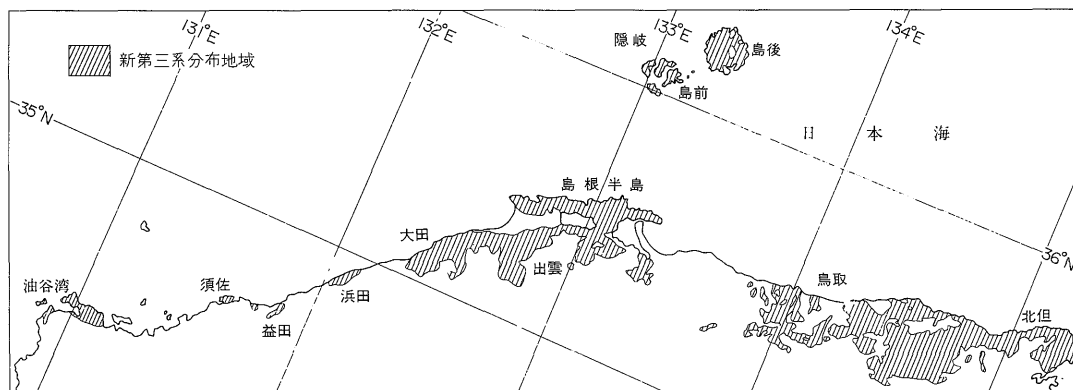 131°E
132°E
133°E
134°E
隠岐
島後
島前
新第三系分布地域
35°N
日本海
島根半島
大田
出雲
鳥取
36°N
油谷湾
須佐
浜田
益田
北但